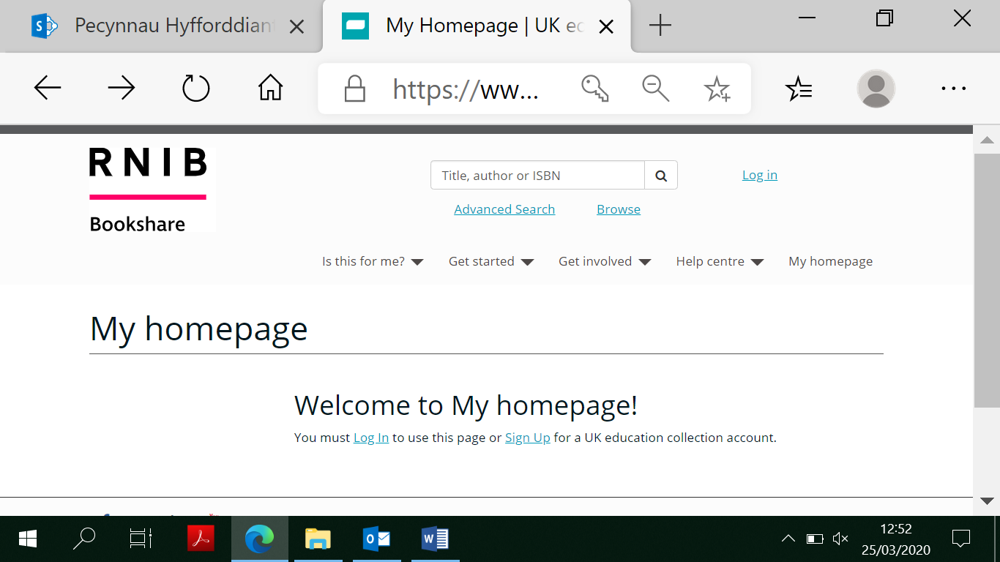 Pecynnau Hyfforddian
My Homepage | UK ed
https://ww...
RNIB
Bookshare
Title, author or ISBN
Log in
Advanced Search Browse
Is this for me? Get started Get involved Help centre My homepage
My homepage
Welcome to My homepage!
You must Log In to use this page or Sign Up for a UK education collection account.
12:52
25/03/2020